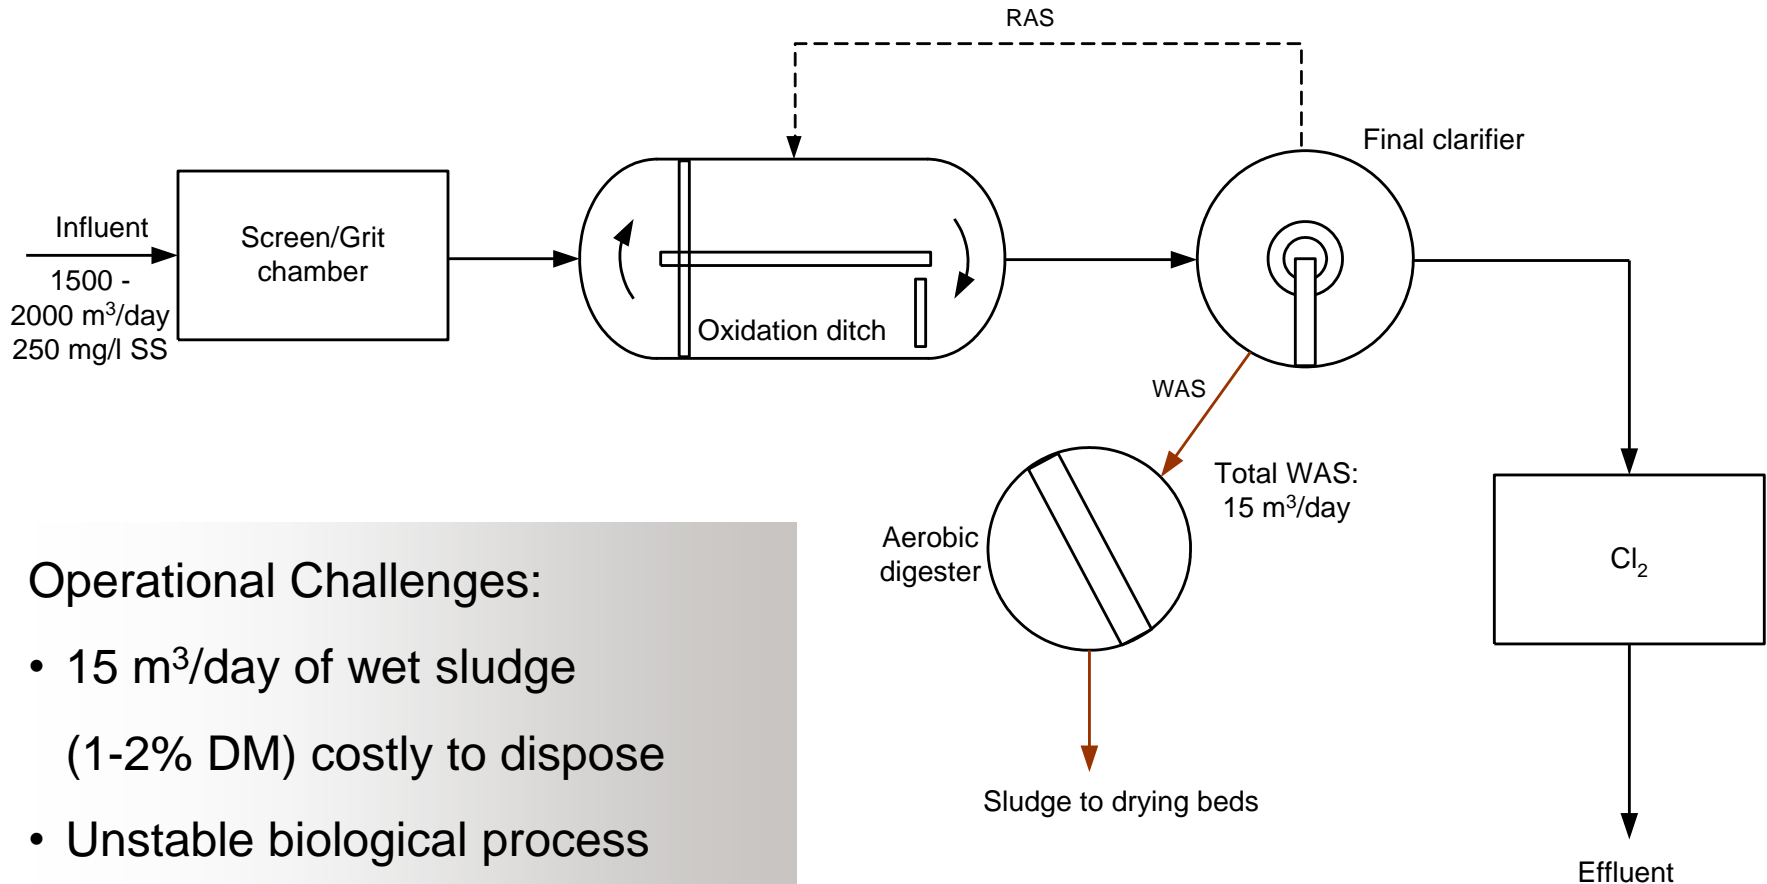 RAS
Final clarifier
Influent
1500 -
2000 m³/day
250 mg/l SS
Screen/Grit
chamber
Oxidation ditch
WAS
Total WAS:
15 m³/day
Aerobic
digester
Cl₂
Sludge to drying beds
Effluent
Operational Challenges:
• 15 m³/day of wet sludge
(1-2% DM) costly to dispose
• Unstable biological process